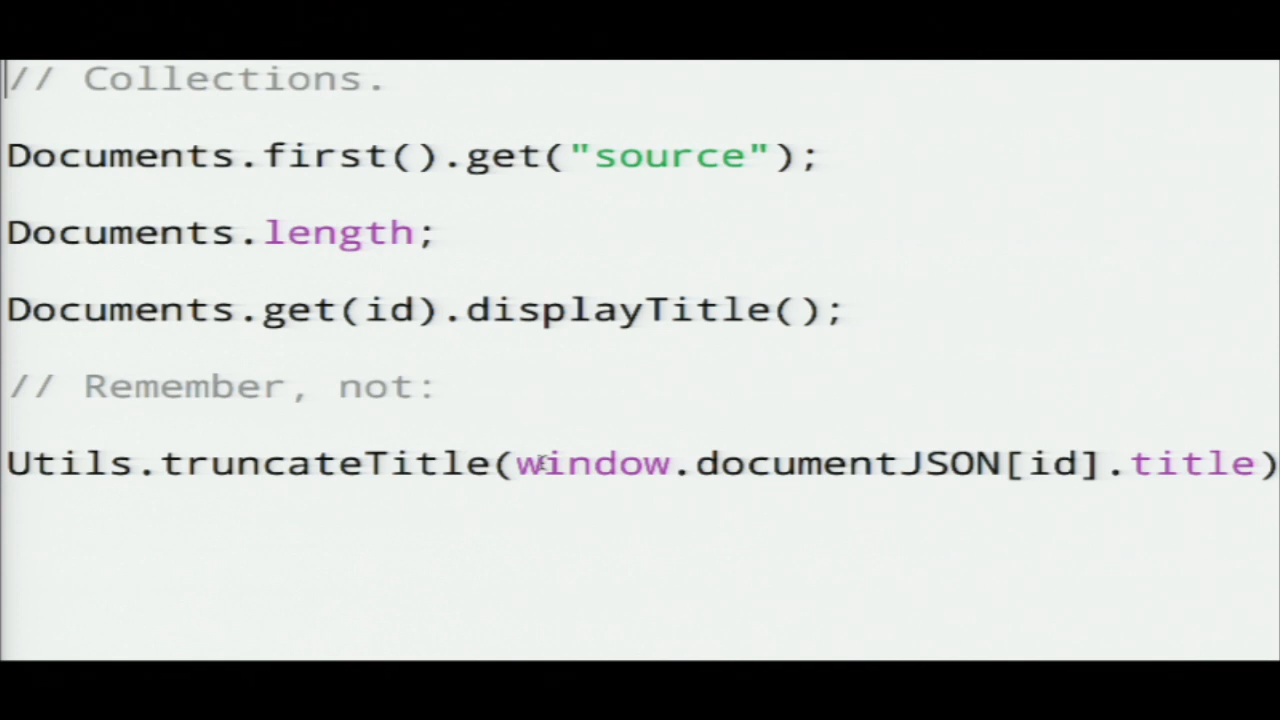 // Collections.
Documents.first().get("source");
Documents.length;
Documents.get(id).displayTitle();
// Remember, not:
Utils.truncateTitle(window.documentJSON[id].title)